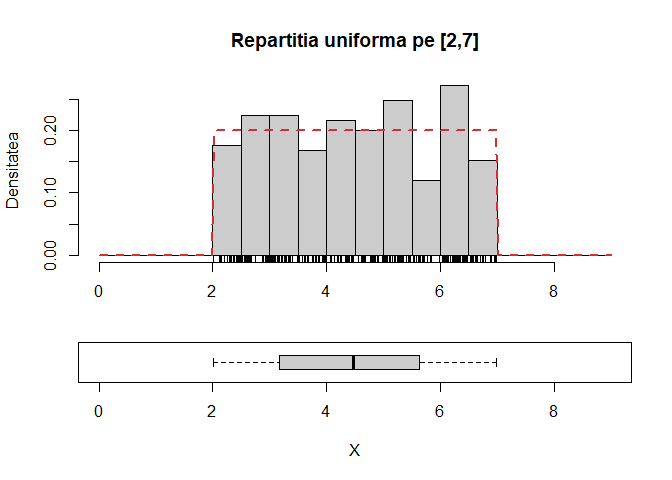 Repartitia uniforma pe [2,7]
Densitatea
0.20
0.10
0.00
0 2 4 6 8
0 2 4 6 8
X